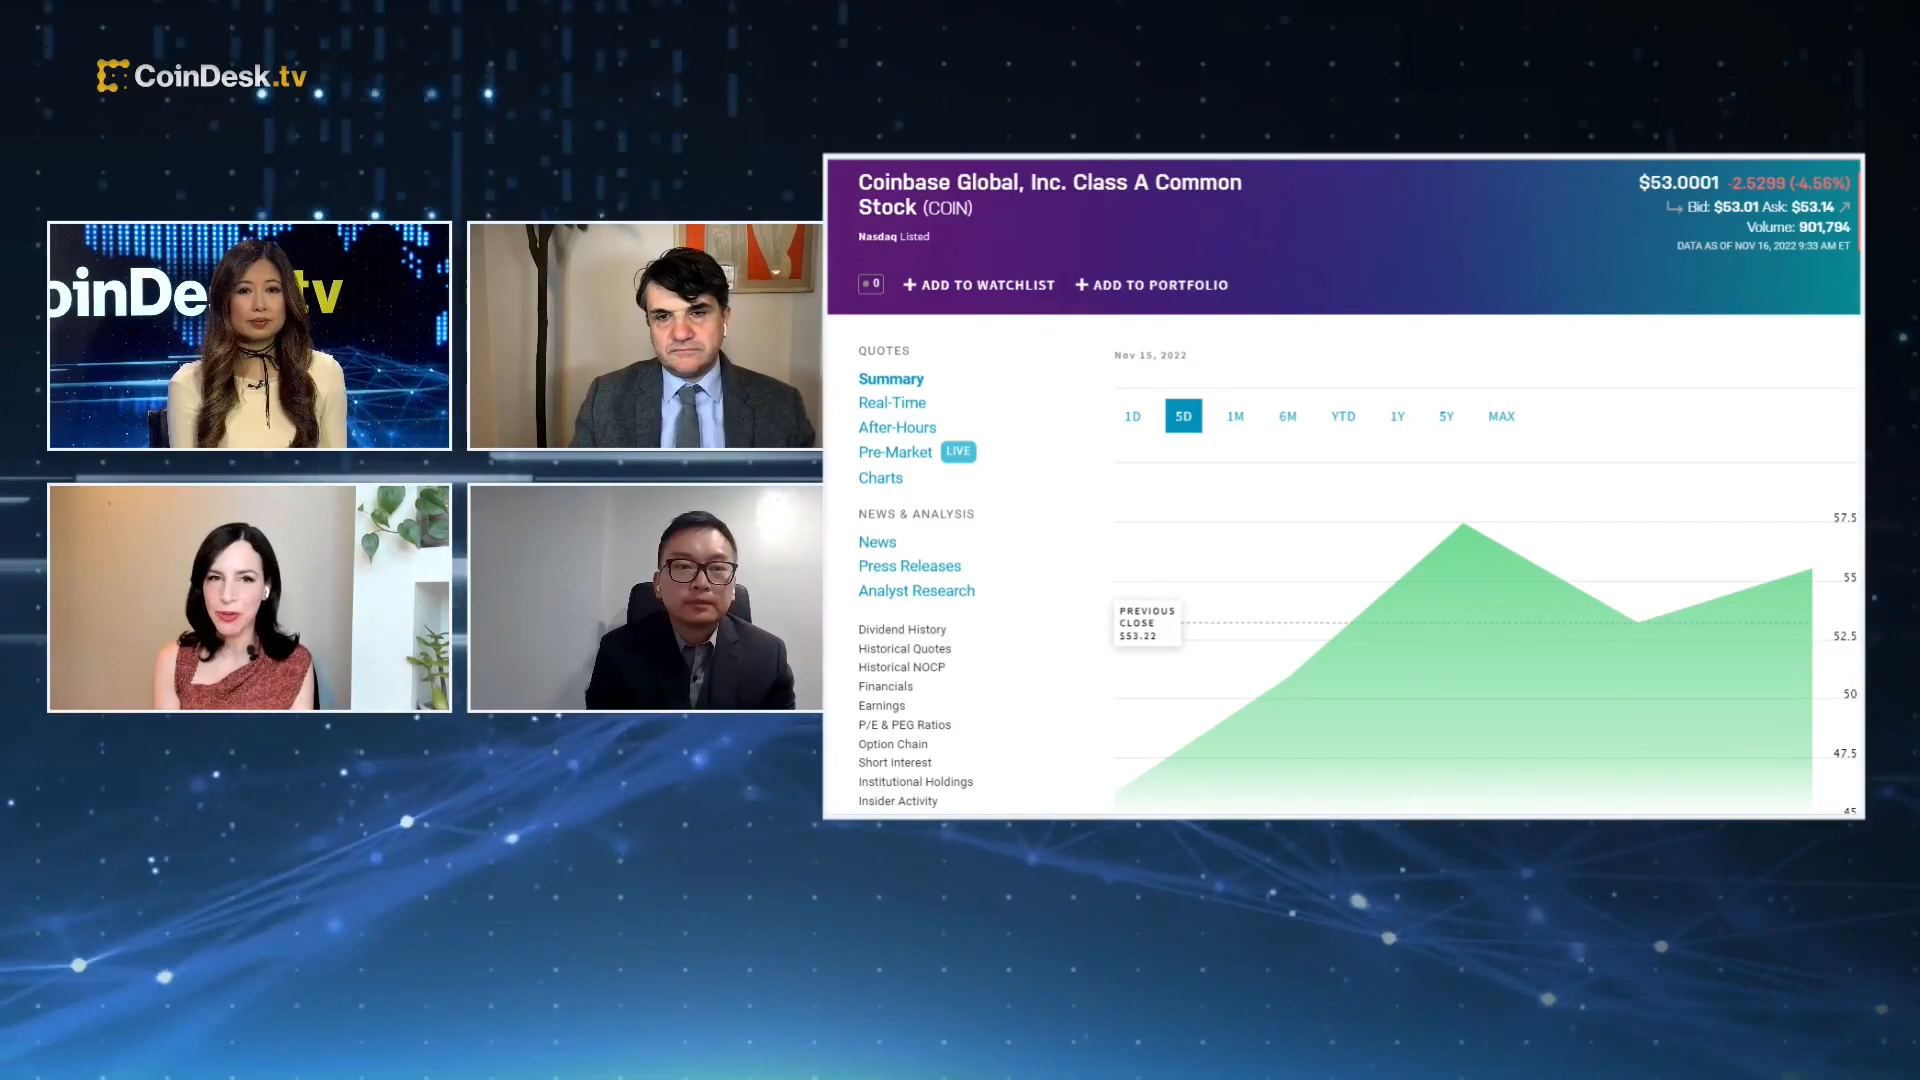 CoinDesk.tv
oinDe
tv
Coinbase Global, Inc. Class A Common
Stock (COIN)
Nasdaq Listed
0
ADD TO WATCHLIST
ADD TO PORTFOLIO
$53.0001 -2.5299 (-4.56%)
Bid: $53.01 Ask: $53.14
Volume: 901,794
DATA AS OF NOV 16, 2022 9:33 AM ET
QUOTES
Summary
Real-Time
After-Hours
Pre-Market LIVE
Charts
NEWS & ANALYSIS
News
Press Releases
Analyst Research
Dividend History
Historical Quotes
Historical NOCP
Financials
Earnings
P/E & PEG Ratios
Option Chain
Short Interest
Institutional Holdings
Insider Activity
Nov 15, 2022
1D 5D 1M 6M YTD 1Y 5Y MAX
57.5
55
PREVIOUS
CLOSE
$53.22
52.5
50
47.5
45